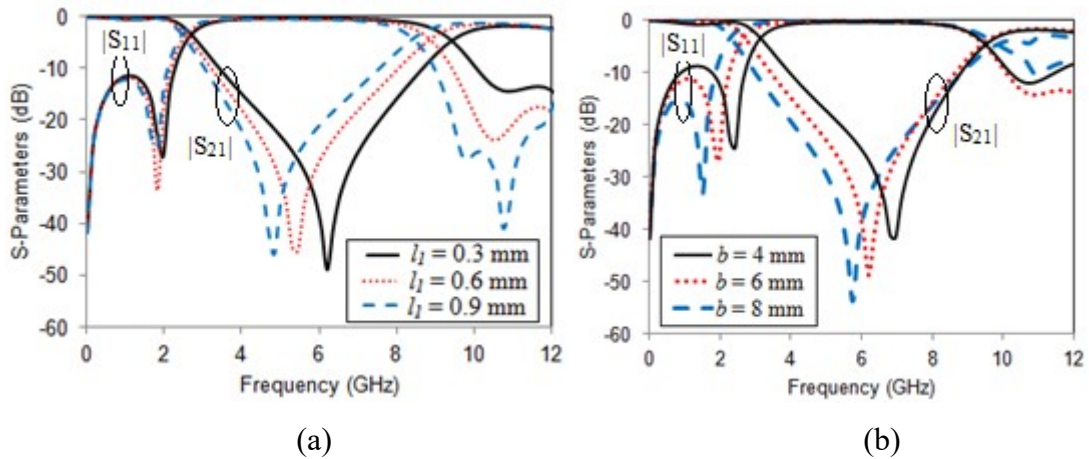 0
-10
-20
-30
-40
-50
-60
S-Parameters (dB)
|S11|
|S21|
l1 = 0.3 mm
l1 = 0.6 mm
l1 = 0.9 mm
0 2 4 6 8 10 12
Frequency (GHz)
(a)
0
-10
-20
-30
-40
-50
-60
S-Parameters (dB)
|S11|
|S21|
b = 4 mm
b = 6 mm
b = 8 mm
0 2 4 6 8 10 12
Frequency (GHz)
(b)